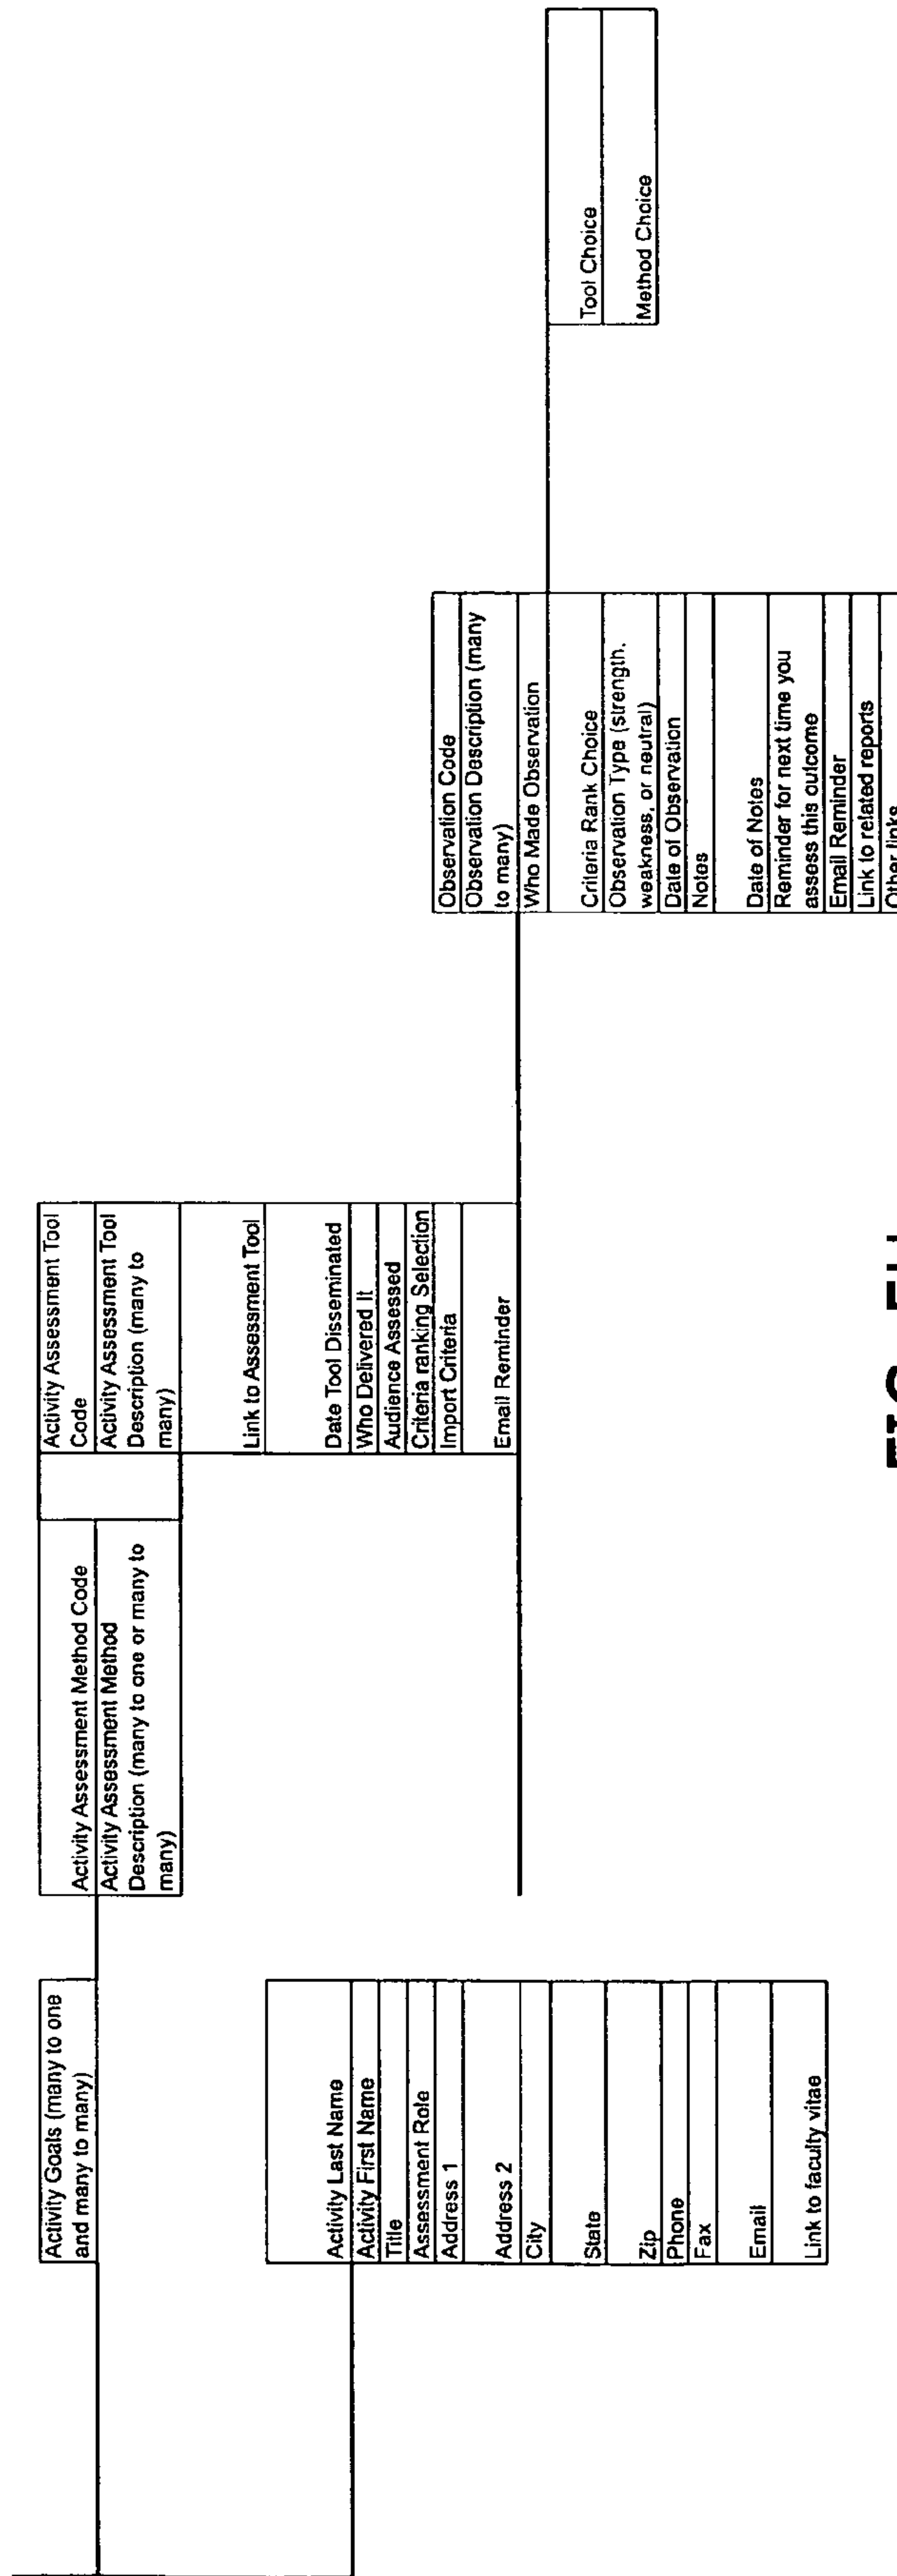 Activity Goals (many to one
and many to many)
Activity Last Name
Activity First Name
Title
Assessment Role
Address 1
Address 2
City
State
Zip
Phone
Fax
Email
Link to faculty vitae
Activity Assessment Method Code
Activity Assessment Method
Description (many to one or many to
many)
Activity Assessment Tool
Code
Activity Assessment Tool
Description (many to
many)
Link to Assessment Tool
Date Tool Disseminated
Who Delivered It
Audience Assessed
Criteria ranking Selection
Import Criteria
Email Reminder
Observation Code
Observation Description (many
to many)
Who Made Observation
Criteria Rank Choice
Observation Type (strength,
weakness, or neutral)
Date of Observation
Notes
Date of Notes
Reminder for next time you
assess this outcome
Email Reminder
Link to related reports
Other links
Tool Choice
Method Choice